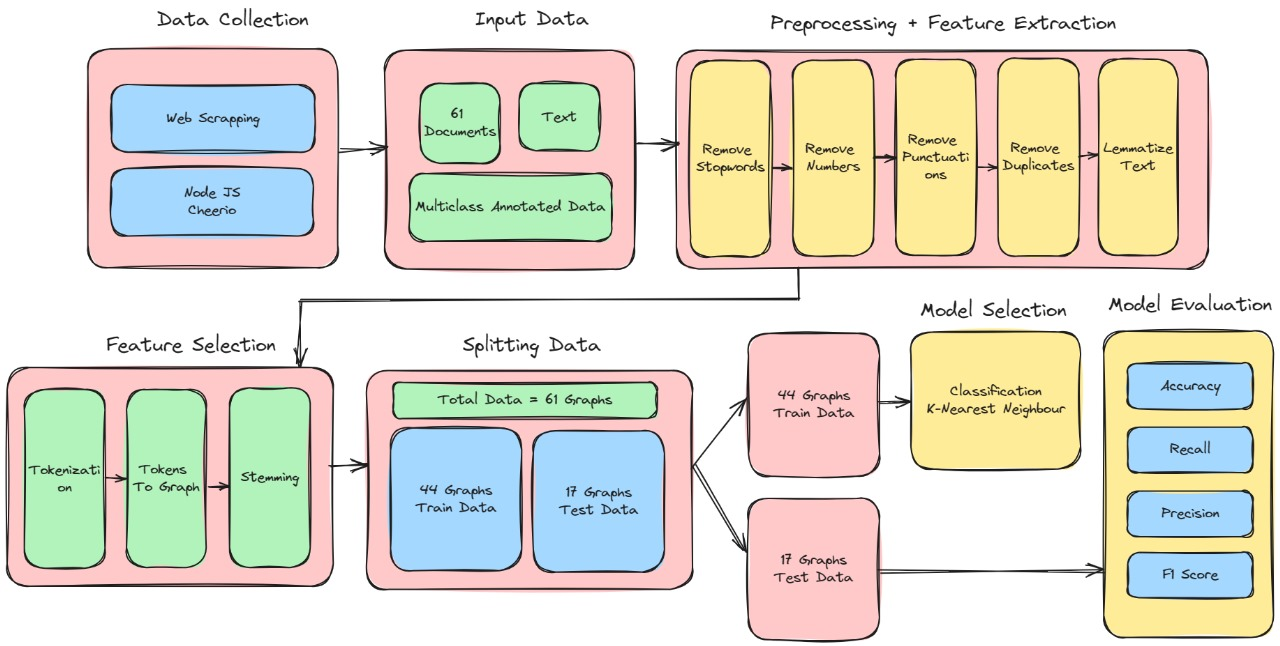 Data Collection
Input Data
Preprocessing + Feature Extraction
Web Scrapping
Node JS
Cheerio
61
Documents
Text
Multiclass Annotated Data
Remove
Stopwords
Remove
Numbers
Remove
Punctuati
ons
Remove
Duplicates
Lemmatize
Text
Feature Selection
Splitting Data
Model Selection
Model Evaluation
Tokenizati
on
Tokens
To Graph
Stemming
Total Data = 61 Graphs
44 Graphs
Train Data
17 Graphs
Test Data
44 Graphs
Train Data
17 Graphs
Test Data
Classification
K-Nearest Neighbour
Accuracy
Recall
Precision
F1 Score